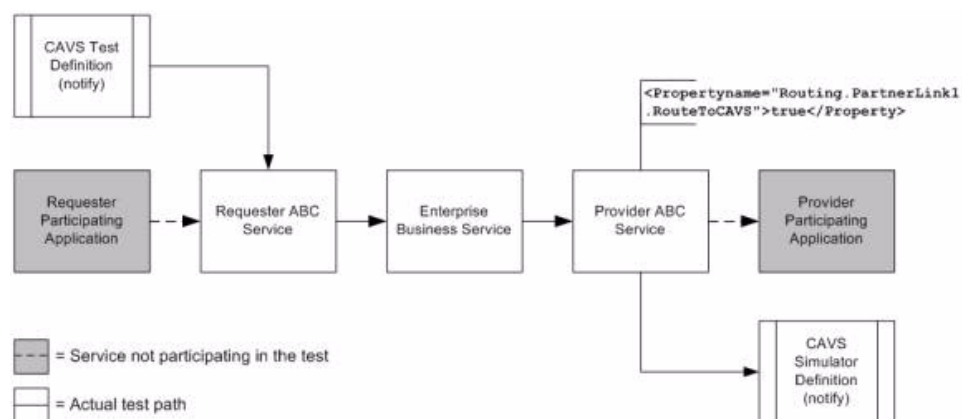 CAVS Test
Definition
(notify)
<Propertyname="Routing.PartnerLink1
.RouteToCAVS">true</Property>
Requester
Participating
Application
Requester ABC
Service
Enterprise
Business Service
Provider ABC
Service
Provider
Participating
Application
CAVS
Simulator
Definition
(notify)
= Service not participating in the test
= Actual test path